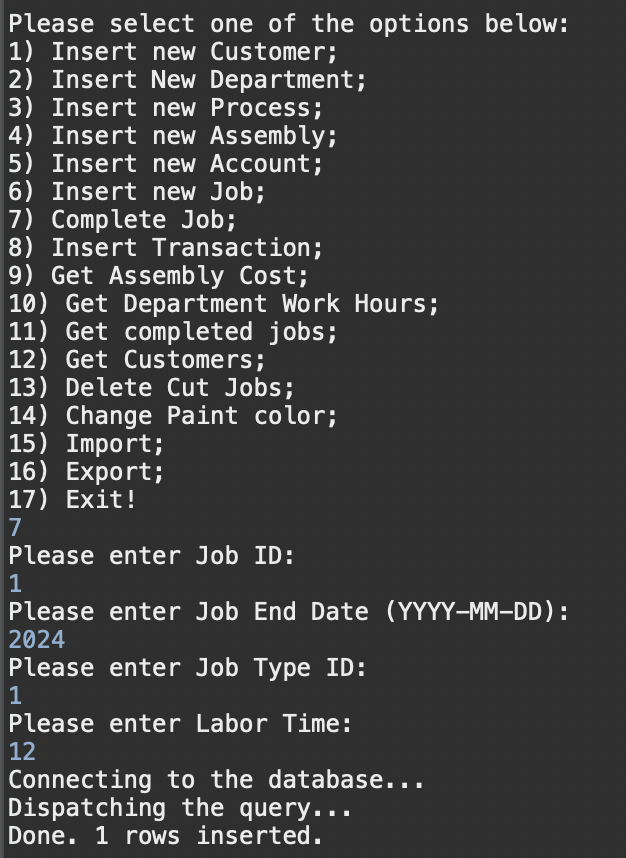 Please select one of the options below:
1) Insert new Customer;
2) Insert New Department;
3) Insert new Process;
4) Insert new Assembly;
5) Insert new Account;
6) Insert new Job;
7) Complete Job;
8) Insert Transaction;
9) Get Assembly Cost;
10) Get Department Work Hours;
11) Get completed jobs;
12) Get Customers;
13) Delete Cut Jobs;
14) Change Paint color;
15) Import;
16) Export;
17) Exit!
7
Please enter Job ID:
1
Please enter Job End Date (YYYY-MM-DD):
2024
Please enter Job Type ID:
1
Please enter Labor Time:
12
Connecting to the database...
Dispatching the query...
Done. 1 rows inserted.